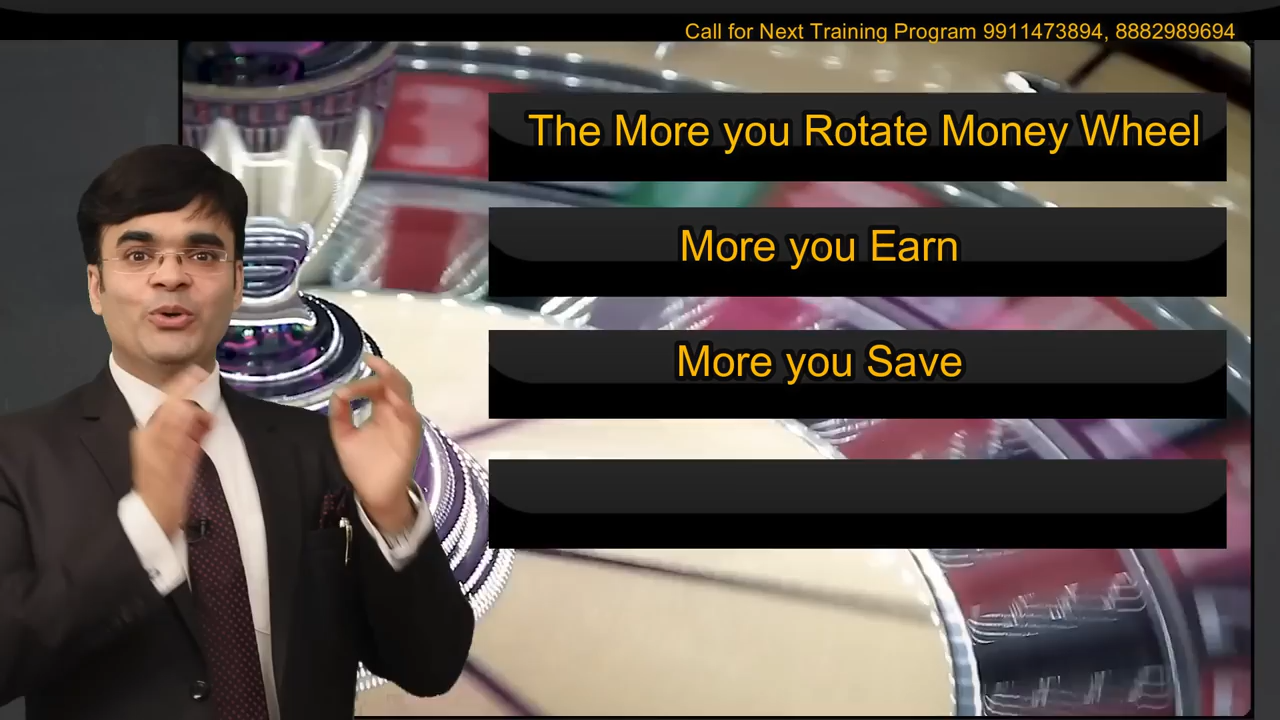 Call for Next Training Program 9911473894, 8882989694
The More you Rotate Money Wheel
More you Earn
More you Save